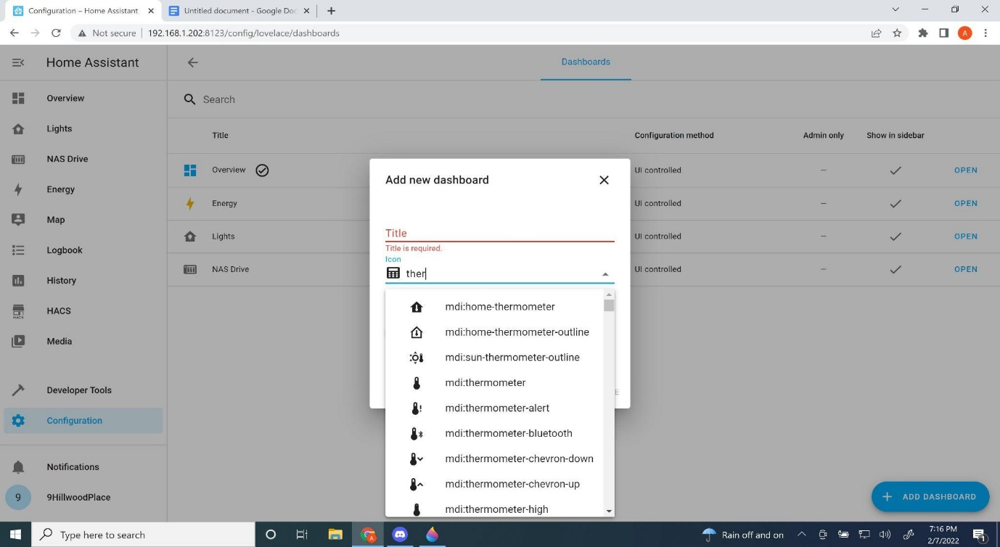 Configuration – Home Assistant
Untitled document - Google Doc
Not secure
192.168.1.202:8123/config/lovelace/dashboards
A
Home Assistant
Dashboards
Overview
Search
Lights
Title
Configuration method
Admin only
Show in sidebar
NAS Drive
Overview
UI controlled
–
OPEN
Energy
Energy
UI controlled
–
OPEN
Map
Lights
UI controlled
–
OPEN
Logbook
NAS Drive
UI controlled
–
OPEN
History
HACS
HACS
Media
Developer Tools
Configuration
Notifications
9
9HillwoodPlace
Add new dashboard
Title
Title is required.
Icon
ther
mdi:home-thermometer
mdi:home-thermometer-outline
mdi:sun-thermometer-outline
mdi:thermometer
E
mdi:thermometer-alert
mdi:thermometer-bluetooth
mdi:thermometer-chevron-down
mdi:thermometer-chevron-up
mdi:thermometer-high
ADD DASHBOARD
Type here to search
A
Rain off and on
7:16 PM
2/7/2022
1